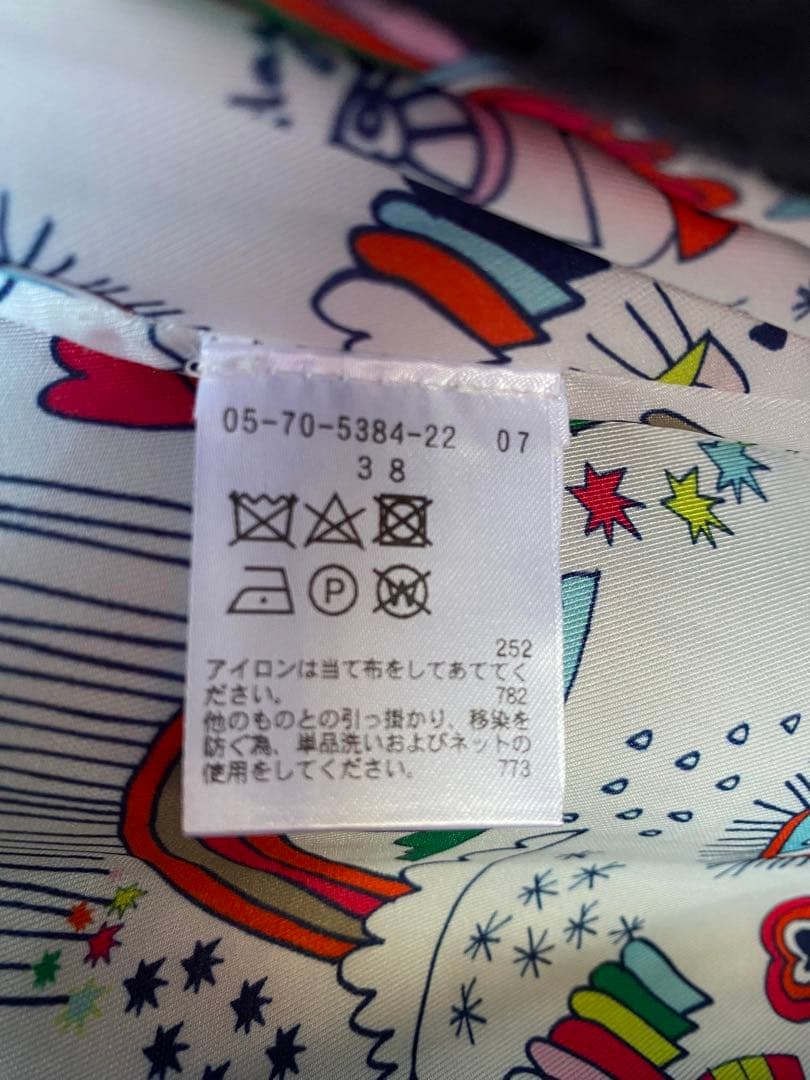 05-70-5384-22 07
38
P
W
252
アイロンは当て布をしてあててく
ださい。 782
他のものとの引っ掛かり、移染を
防ぐ為、単品洗いおよびネットの
使用をしてください。 773